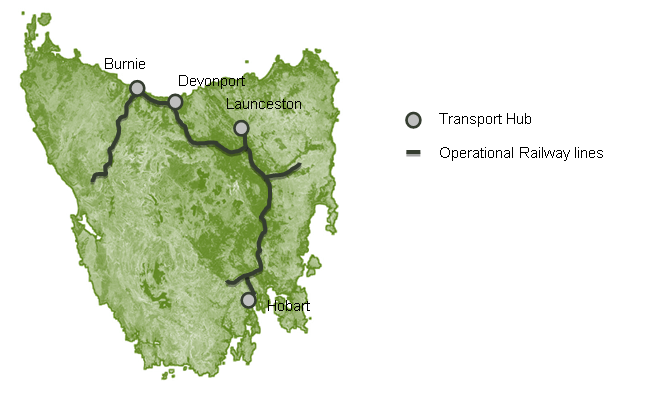 Burnie
Devonport
Launceston
Transport Hub
Operational Railway lines
Hobart